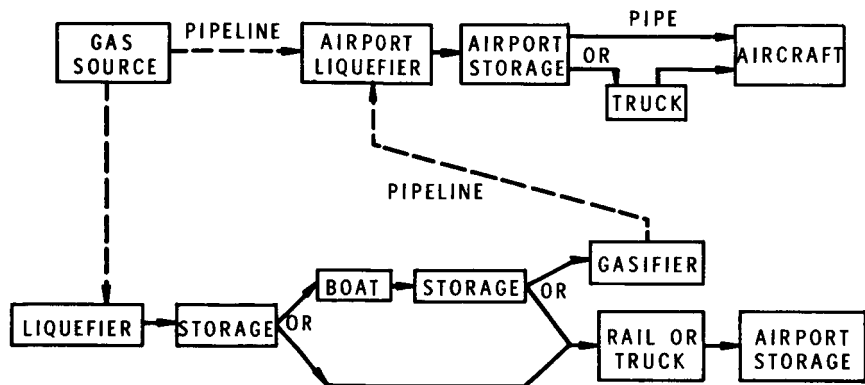 GAS
SOURCE
PIPELINE
AIRPORT
LIQUEFIER
AIRPORT
STORAGE
PIPE
OR
TRUCK
AIRCRAFT
PIPELINE
LIQUEFIER
STORAGE
OR
BOAT
STORAGE
OR
GASIFIER
RAIL OR
TRUCK
AIRPORT
STORAGE